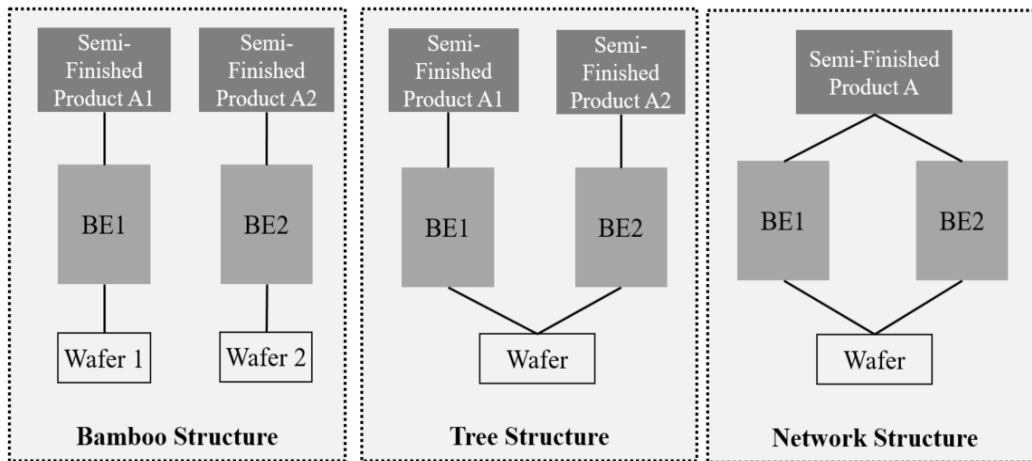 Semi-
Finished
Product A1
Semi-
Finished
Product A2
BE1
BE2
Wafer 1
Wafer 2
Bamboo Structure
Semi-
Finished
Product A1
Semi-
Finished
Product A2
BE1
BE2
Wafer
Tree Structure
Semi-Finished
Product A
BE1
BE2
Wafer
Network Structure